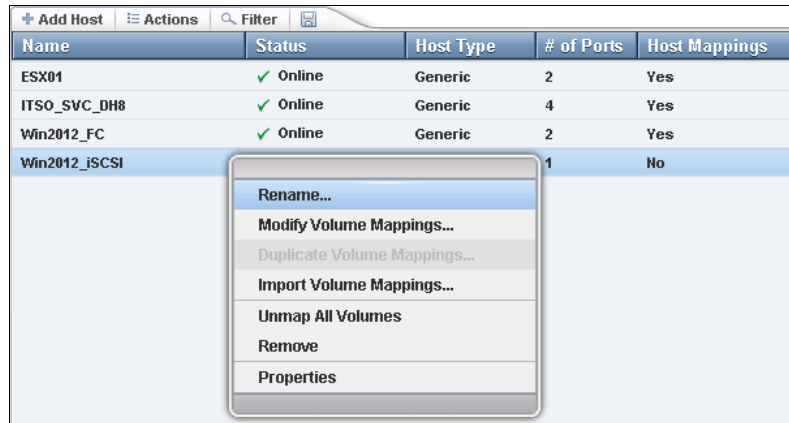 Add Host Actions Filter
Name Status Host Type # of Ports Host Mappings
ESX01 Online Generic 2 Yes
ITSO_SVC_DH8 Online Generic 4 Yes
Win2012_FC Online Generic 2 Yes
Win2012_iSCSI 1 No
Rename...
Modify Volume Mappings...
Duplicate Volume Mappings...
Import Volume Mappings...
Unmap All Volumes
Remove
Properties